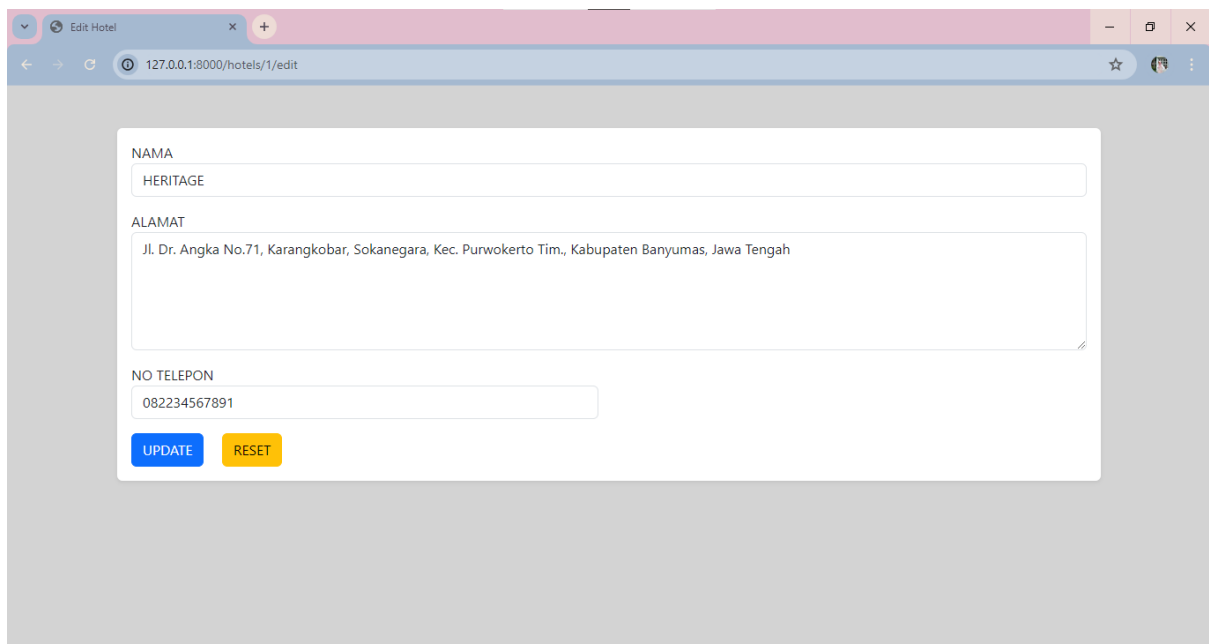 Edit Hotel
127.0.0.1:8000/hotels/1/edit
NAMA
HERITAGE
ALAMAT
Jl. Dr. Angka No.71, Karangkobar, Sokanegara, Kec. Purwokerto Tim., Kabupaten Banyumas, Jawa Tengah
NO TELEPON
082234567891
UPDATE RESET